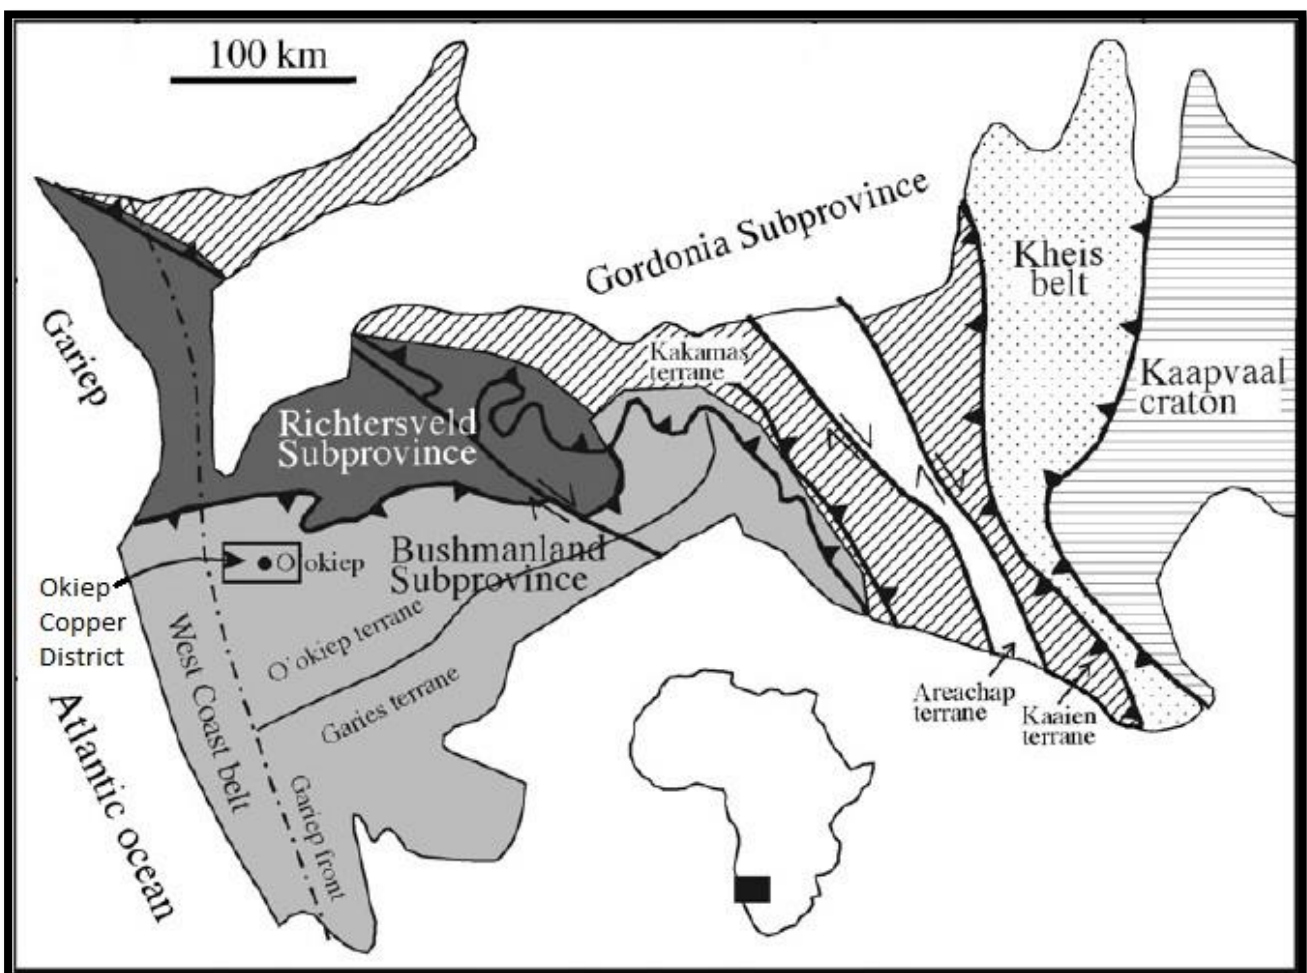 100 km
Gordonia Subprovince
Kheis
belt
Gariep
Kakamas
terrane
Kaapvaal
craton
Richtersveld
Subprovince
O'okiep
Bushmanland
Subprovince
Okiep
Copper
District
West Coast belt
O'okiep terrane
Garies terrane
Areachap
terrane
Kaaien
terrane
Atlantic ocean
Gariep front